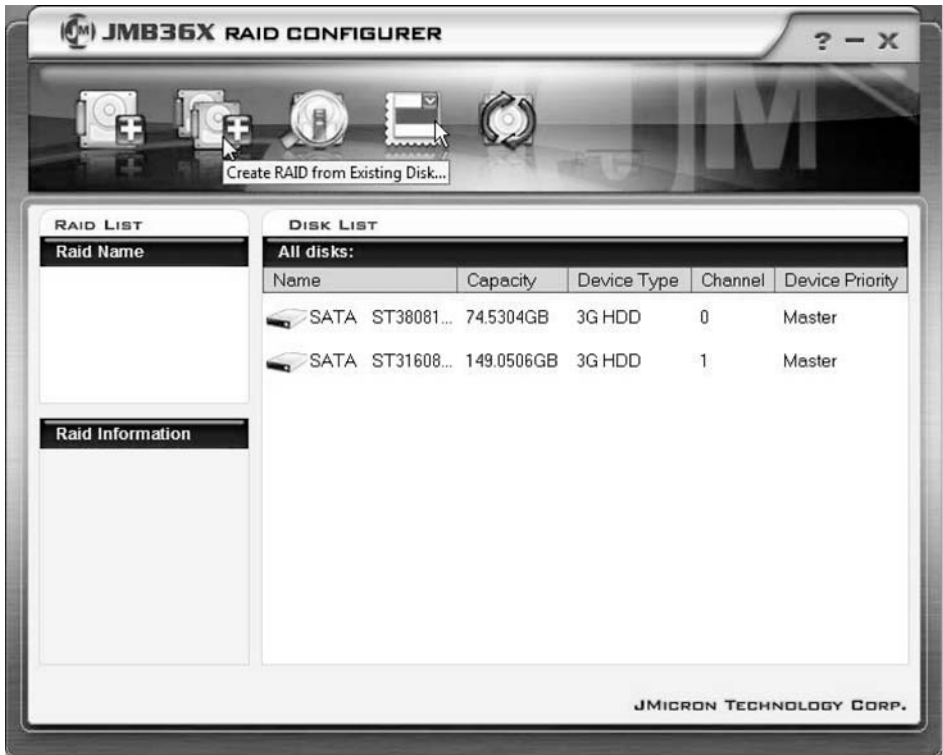 JM JMB36X RAID CONFIGURER
? – X
JM
Create RAID from Existing Disk...
RAID LIST
Raid Name
Raid Information
DISK LIST
All disks:
Name Capacity Device Type Channel Device Priority
SATA ST38081... 74.5304GB 3G HDD 0 Master
SATA ST31608... 149.0506GB 3G HDD 1 Master
JMICRON TECHNOLOGY CORP.